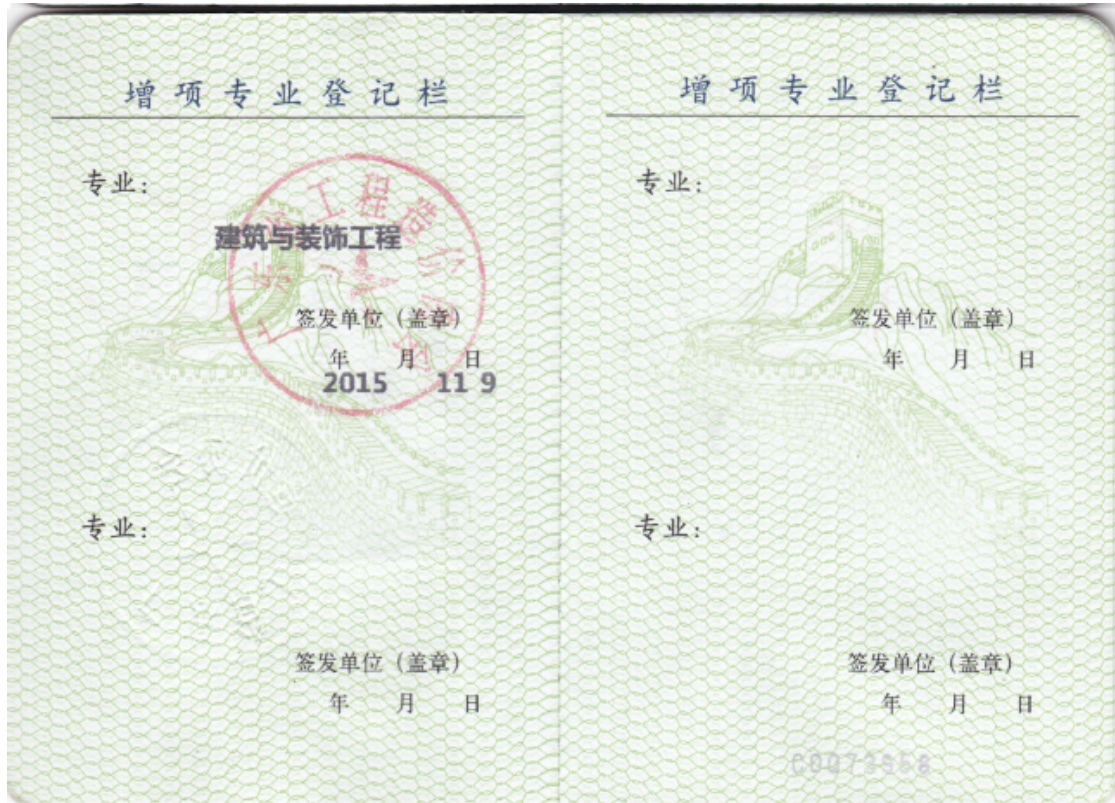 增项专业登记栏
专业：
建筑与装饰工程
签发单位（盖章）
年 月 日
2015 11 9
专业：
签发单位（盖章）
年 月 日
增项专业登记栏
专业：
签发单位（盖章）
年 月 日
专业：
签发单位（盖章）
年 月 日